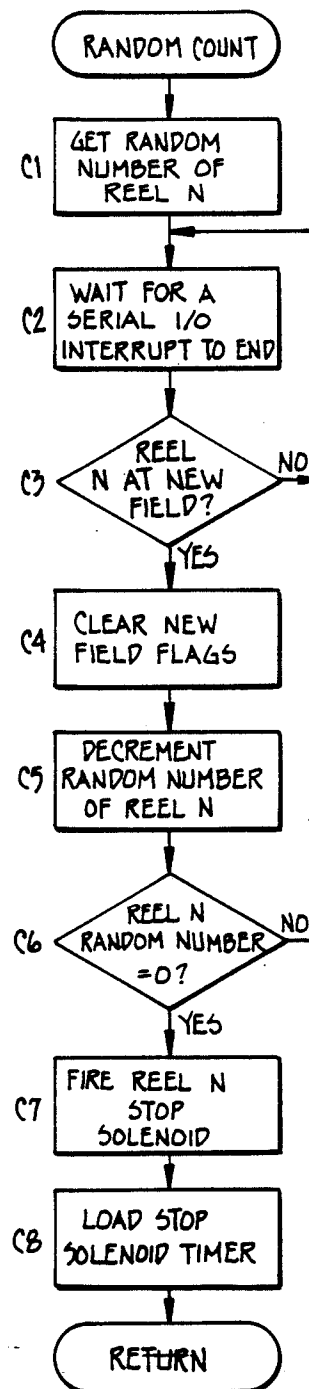 RANDOM COUNT
C1
GET RANDOM
NUMBER OF
REEL N
C2
WAIT FOR A
SERIAL I/O
INTERRUPT TO END
C3
REEL
N AT NEW
FIELD?
NO
YES
C4
CLEAR NEW
FIELD FLAGS
C5
DECREMENT
RANDOM NUMBER
OF REEL N
C6
REEL N
RANDOM NUMBER
=0?
NO
YES
C7
FIRE REEL N
STOP
SOLENOID
C8
LOAD STOP
SOLENOID TIMER
RETURN